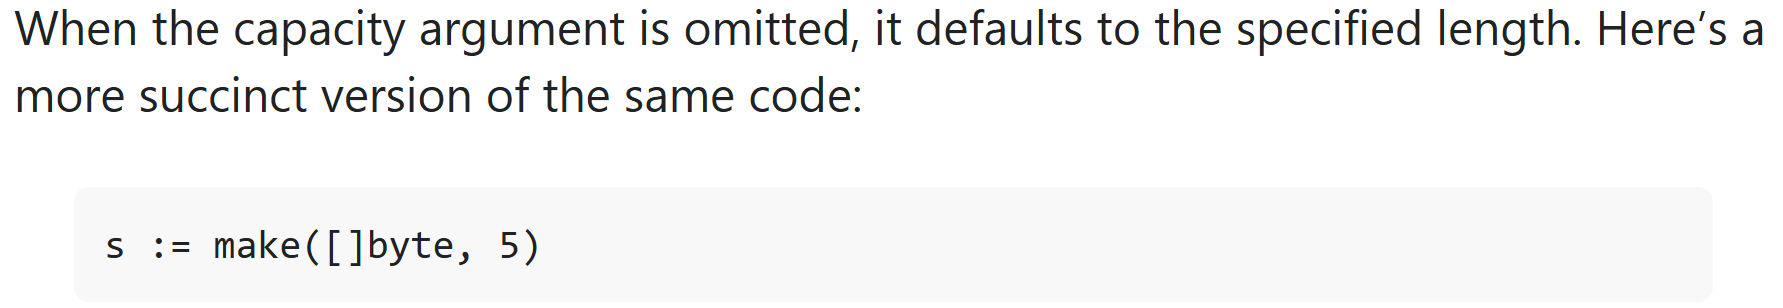 When the capacity argument is omitted, it defaults to the specified length. Here’s a
more succinct version of the same code:
s := make([]byte, 5)